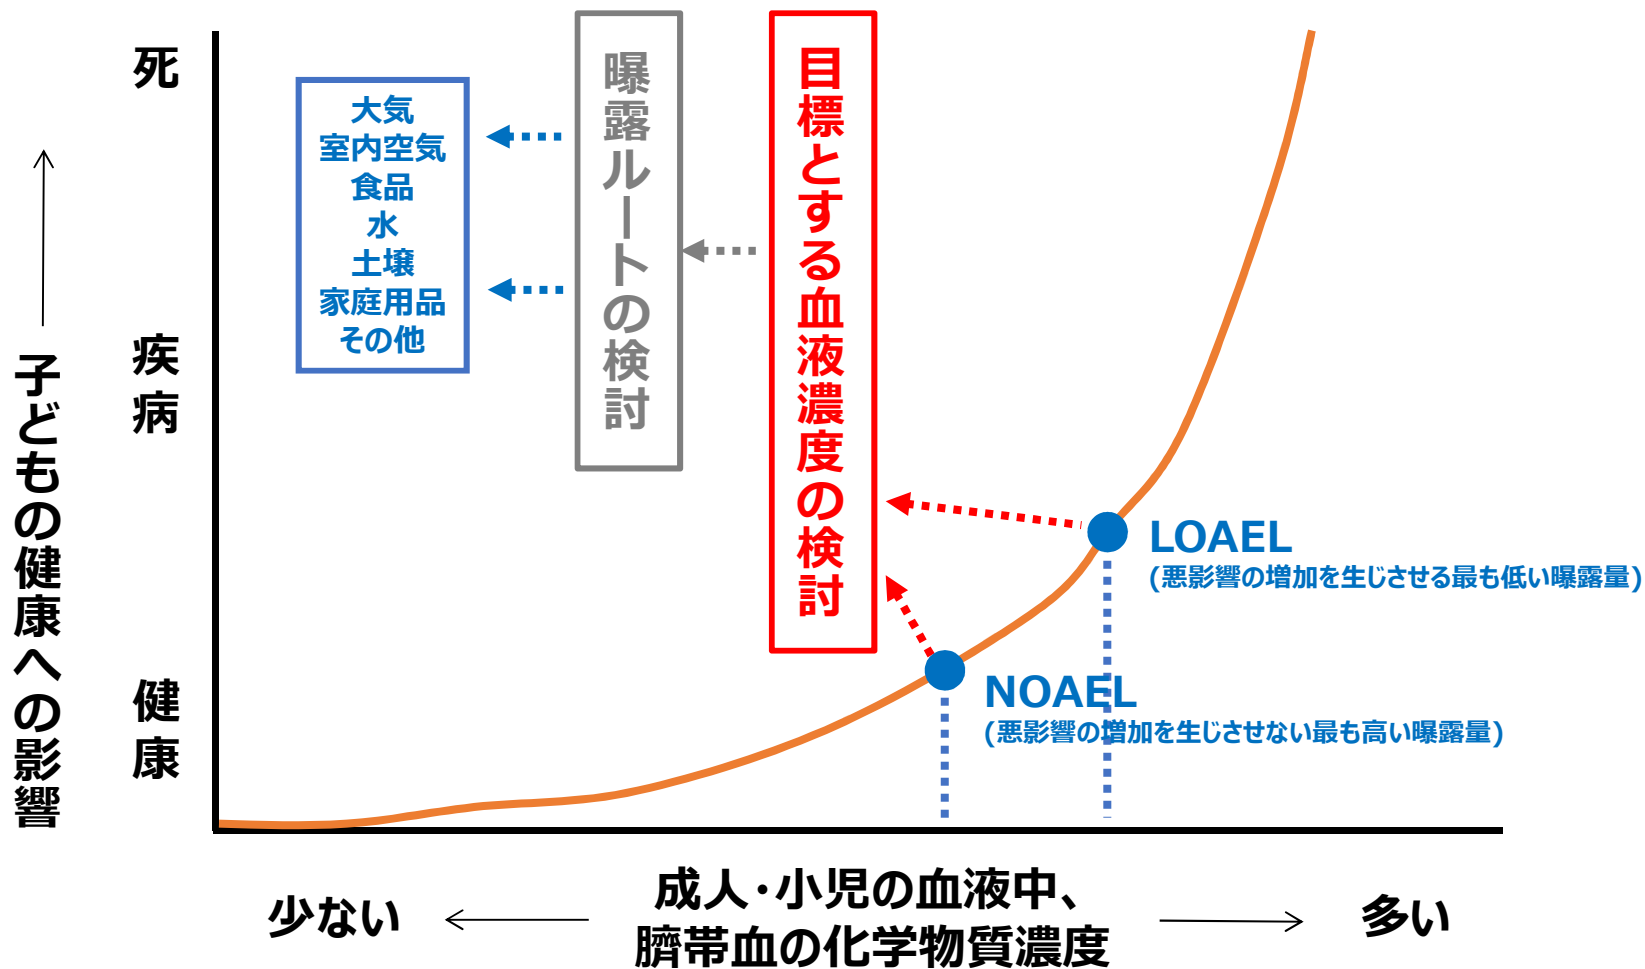 死
疾病
健康
子どもの健康への影響
大気
室内空気
食品
水
土壌
家庭用品
その他
曝露ルートの検討
目標とする血液濃度の検討
LOAEL
(悪影響の増加を生じさせる最も低い曝露量)
NOAEL
(悪影響の増加を生じさせない最も高い曝露量)
少ない
成人･小児の血液中、
臍帯血の化学物質濃度
多い